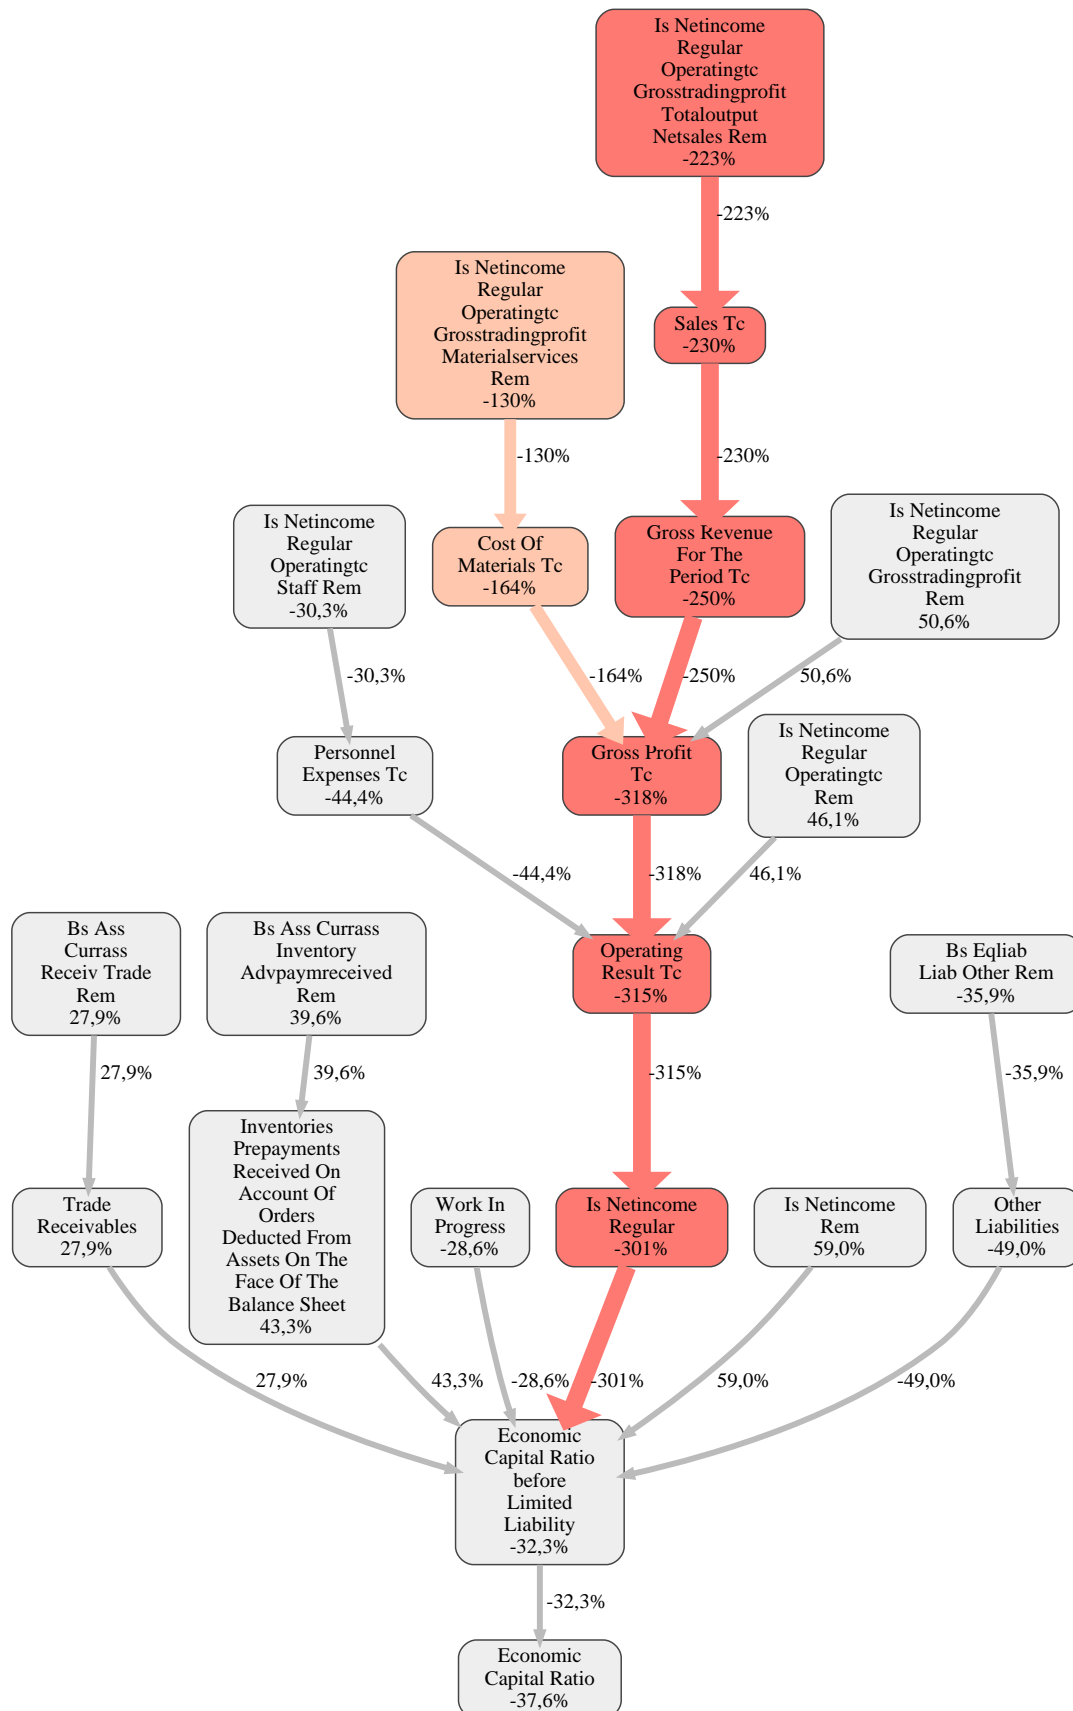 Is Netincome
Regular
Operatingtc
Grosstradingprofit
Totaloutput
Netsales Rem
-223%
-223%
Is Netincome
Regular
Operatingtc
Grosstradingprofit
Materialservices
Rem
-130%
Sales Tc
-230%
-130%
-230%
Is Netincome
Regular
Operatingtc
Staff Rem
-30,3%
Cost Of
Materials Tc
-164%
Gross Revenue
For The
Period Tc
-250%
Is Netincome
Regular
Operatingtc
Grosstradingprofit
Rem
50,6%
-30,3%
-164%
-250%
50,6%
Personnel
Expenses Tc
-44,4%
Gross Profit
Tc
-318%
Is Netincome
Regular
Operatingtc
Rem
46,1%
-44,4%
-318%
46,1%
Bs Ass
Currass
Receiv Trade
Rem
27,9%
Bs Ass Currass
Inventory
Advpaymreceived
Rem
39,6%
Operating
Result Tc
-315%
Bs Eqliab
Liab Other Rem
-35,9%
27,9%
39,6%
-315%
-35,9%
Trade
Receivables
27,9%
Inventories
Prepayments
Received On
Account Of
Orders
Deducted From
Assets On The
Face Of The
Balance Sheet
43,3%
Work In
Progress
-28,6%
Is Netincome
Regular
-301%
Is Netincome
Rem
59,0%
Other
Liabilities
-49,0%
27,9%
43,3%
-28,6%
-301%
59,0%
-49,0%
Economic
Capital Ratio
before
Limited
Liability
-32,3%
-32,3%
Economic
Capital Ratio
-37,6%